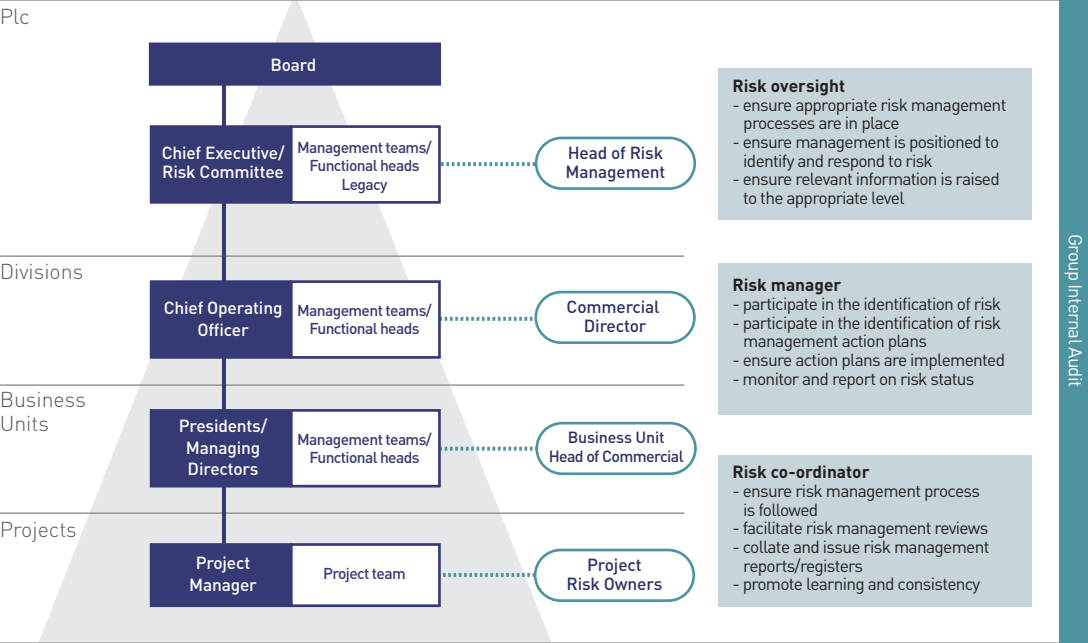 Plc
Board
Chief Executive/
Risk Committee
Management teams/
Functional heads
Legacy
Head of Risk
Management
Risk oversight
- ensure appropriate risk management
processes are in place
- ensure management is positioned to
identify and respond to risk
- ensure relevant information is raised
to the appropriate level
Divisions
Chief Operating
Officer
Management teams/
Functional heads
Commercial
Director
Risk manager
- participate in the identification of risk
- participate in the identification of risk
management action plans
- ensure action plans are implemented
- monitor and report on risk status
Business
Units
Presidents/
Managing
Directors
Management teams/
Functional heads
Business Unit
Head of Commercial
Risk co-ordinator
- ensure risk management process
is followed
- facilitate risk management reviews
- collate and issue risk management
reports/registers
- promote learning and consistency
Projects
Project
Manager
Project team
Project
Risk Owners
Group Internal Audit